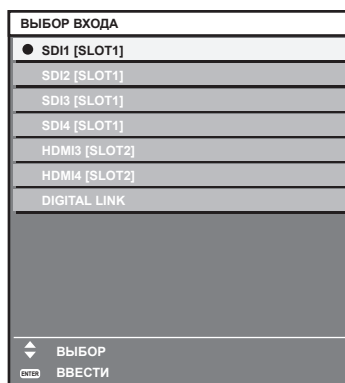 ВЫБОР ВХОДА
SDI1 [SLOT1]
SDI2 [SLOT1]
SDI3 [SLOT1]
SDI4 [SLOT1]
HDMI3 [SLOT2]
HDMI4 [SLOT2]
DIGITAL LINK
ВЫБОР
ENTER ВВЕСТИ